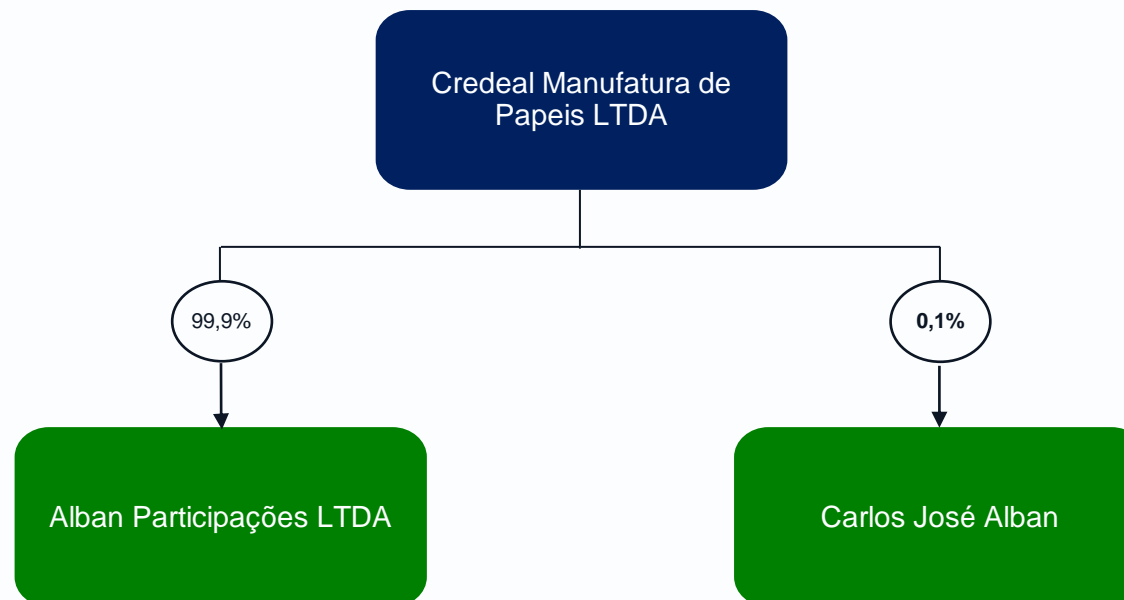 Credeal Manufatura de
Papeis LTDA
99,9%
0,1%
Alban Participações LTDA
Carlos José Alban